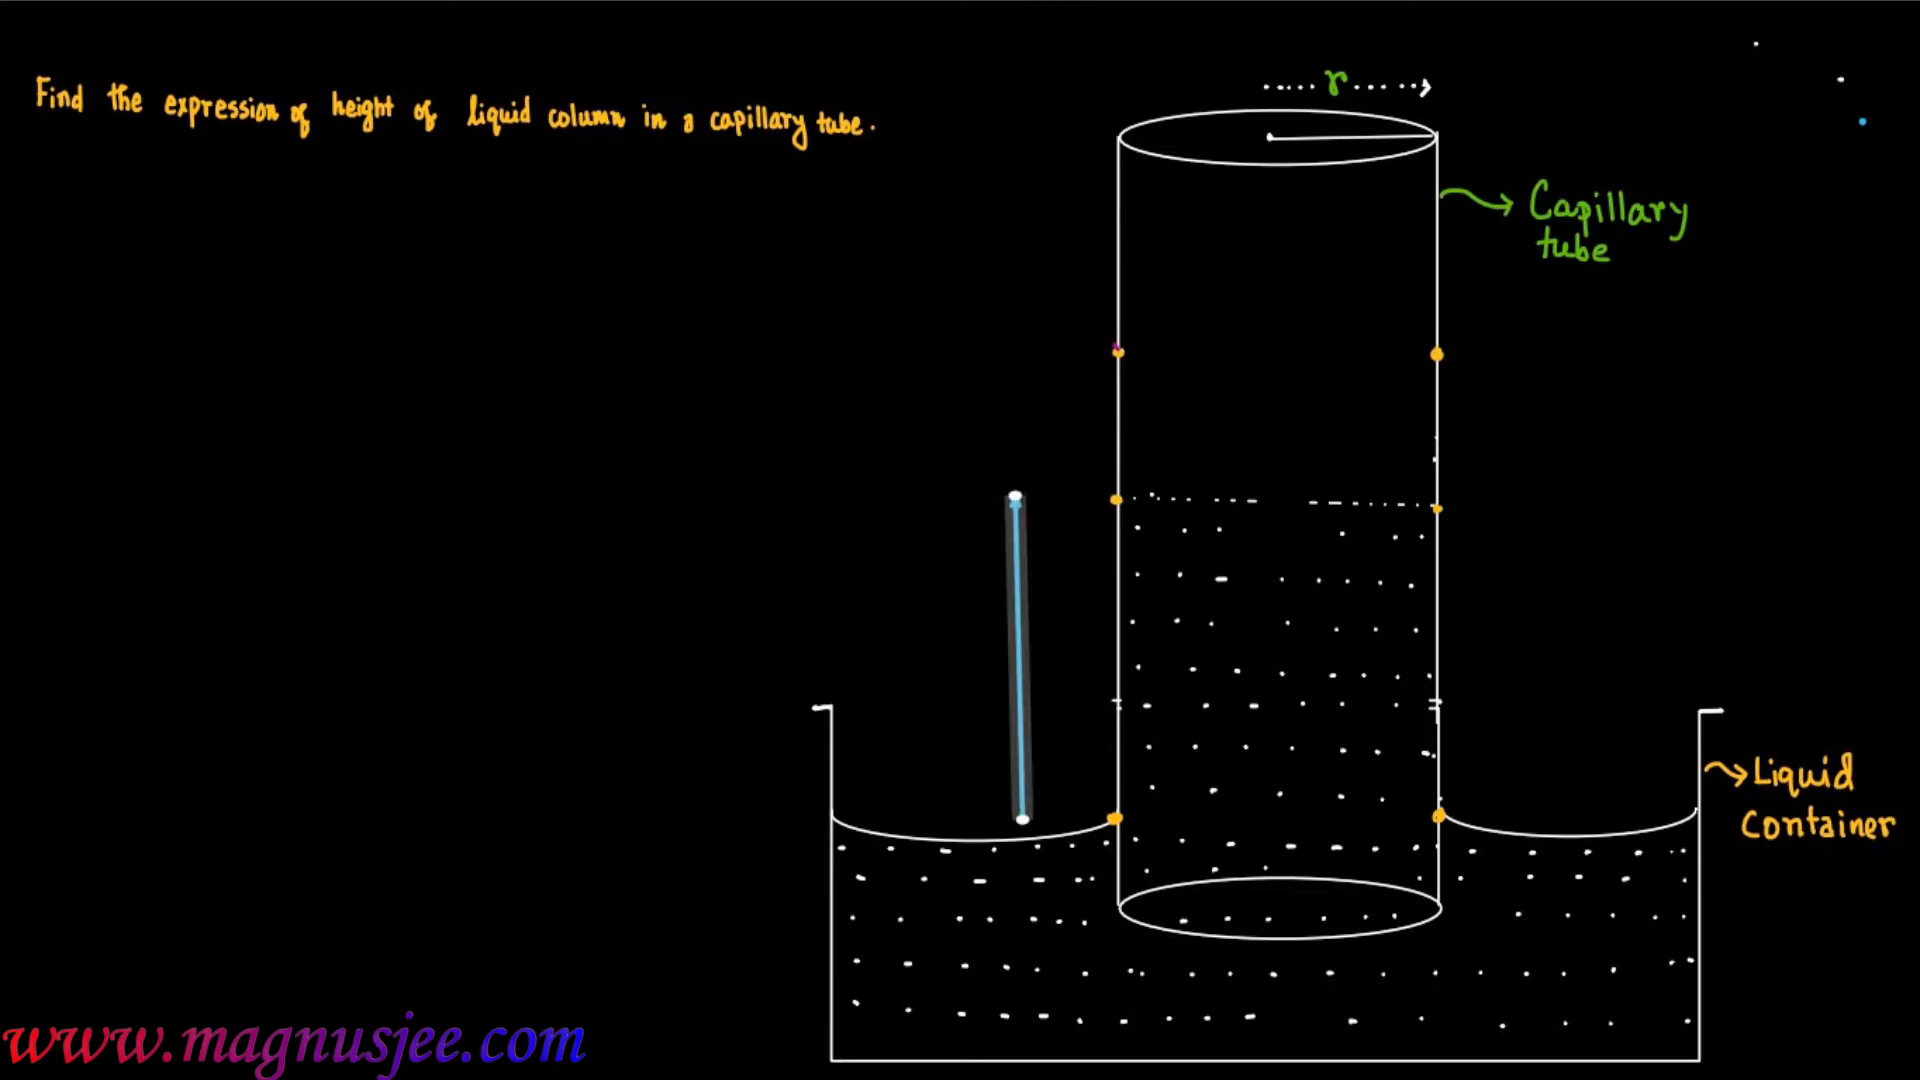 Find the expression of height of liquid column in a capillary tube.
r
Capillary
tube
Liquid
Container
www.magnusjee.com